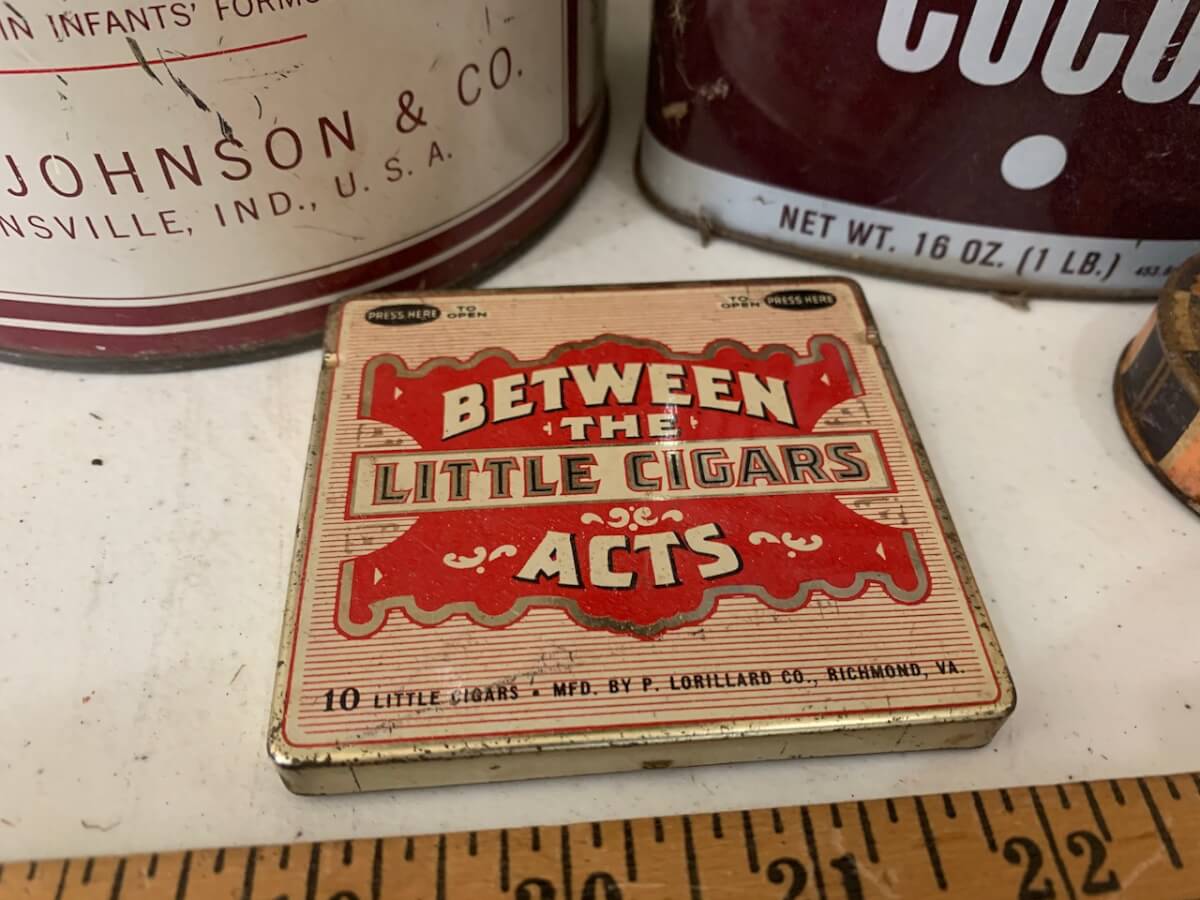 IN INFANTS' FORMU
JOHNSON & CO.
NSVILLE, IND., U. S. A.
COCOA
NET WT. 16 OZ. (1 LB.)
PRESS HERE TO OPEN
TO OPEN PRESS HERE
BETWEEN
THE
LITTLE CIGARS
ACTS
10 LITTLE CIGARS • MFD. BY P. LORILLARD CO., RICHMOND, VA.
20 21 22